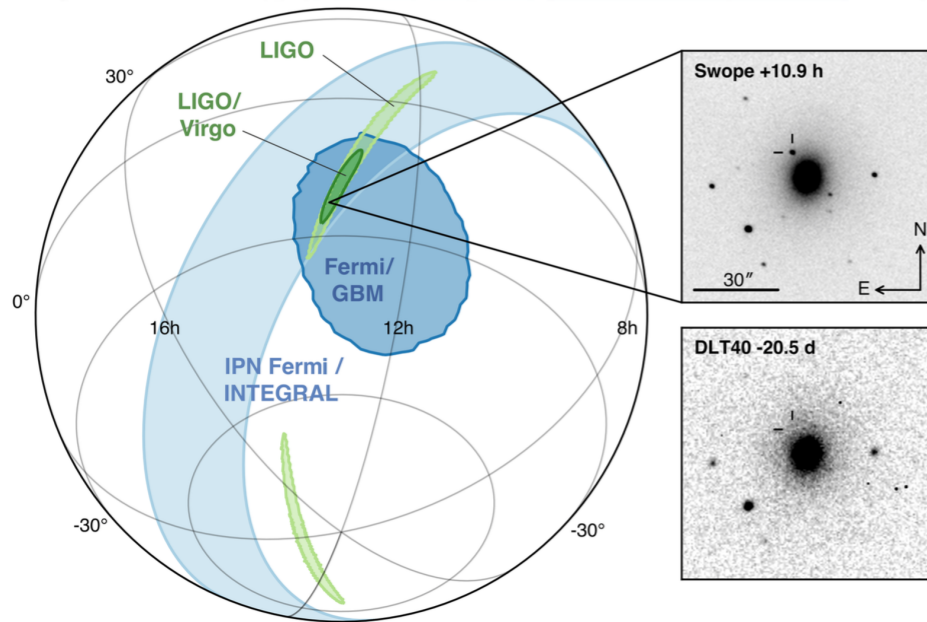 LIGO
LIGO/
Virgo
30°
0°
-30°
-30°
16h
12h
8h
Fermi/
GBM
IPN Fermi /
INTEGRAL
Swope +10.9 h
30″
N
E
DLT40 -20.5 d